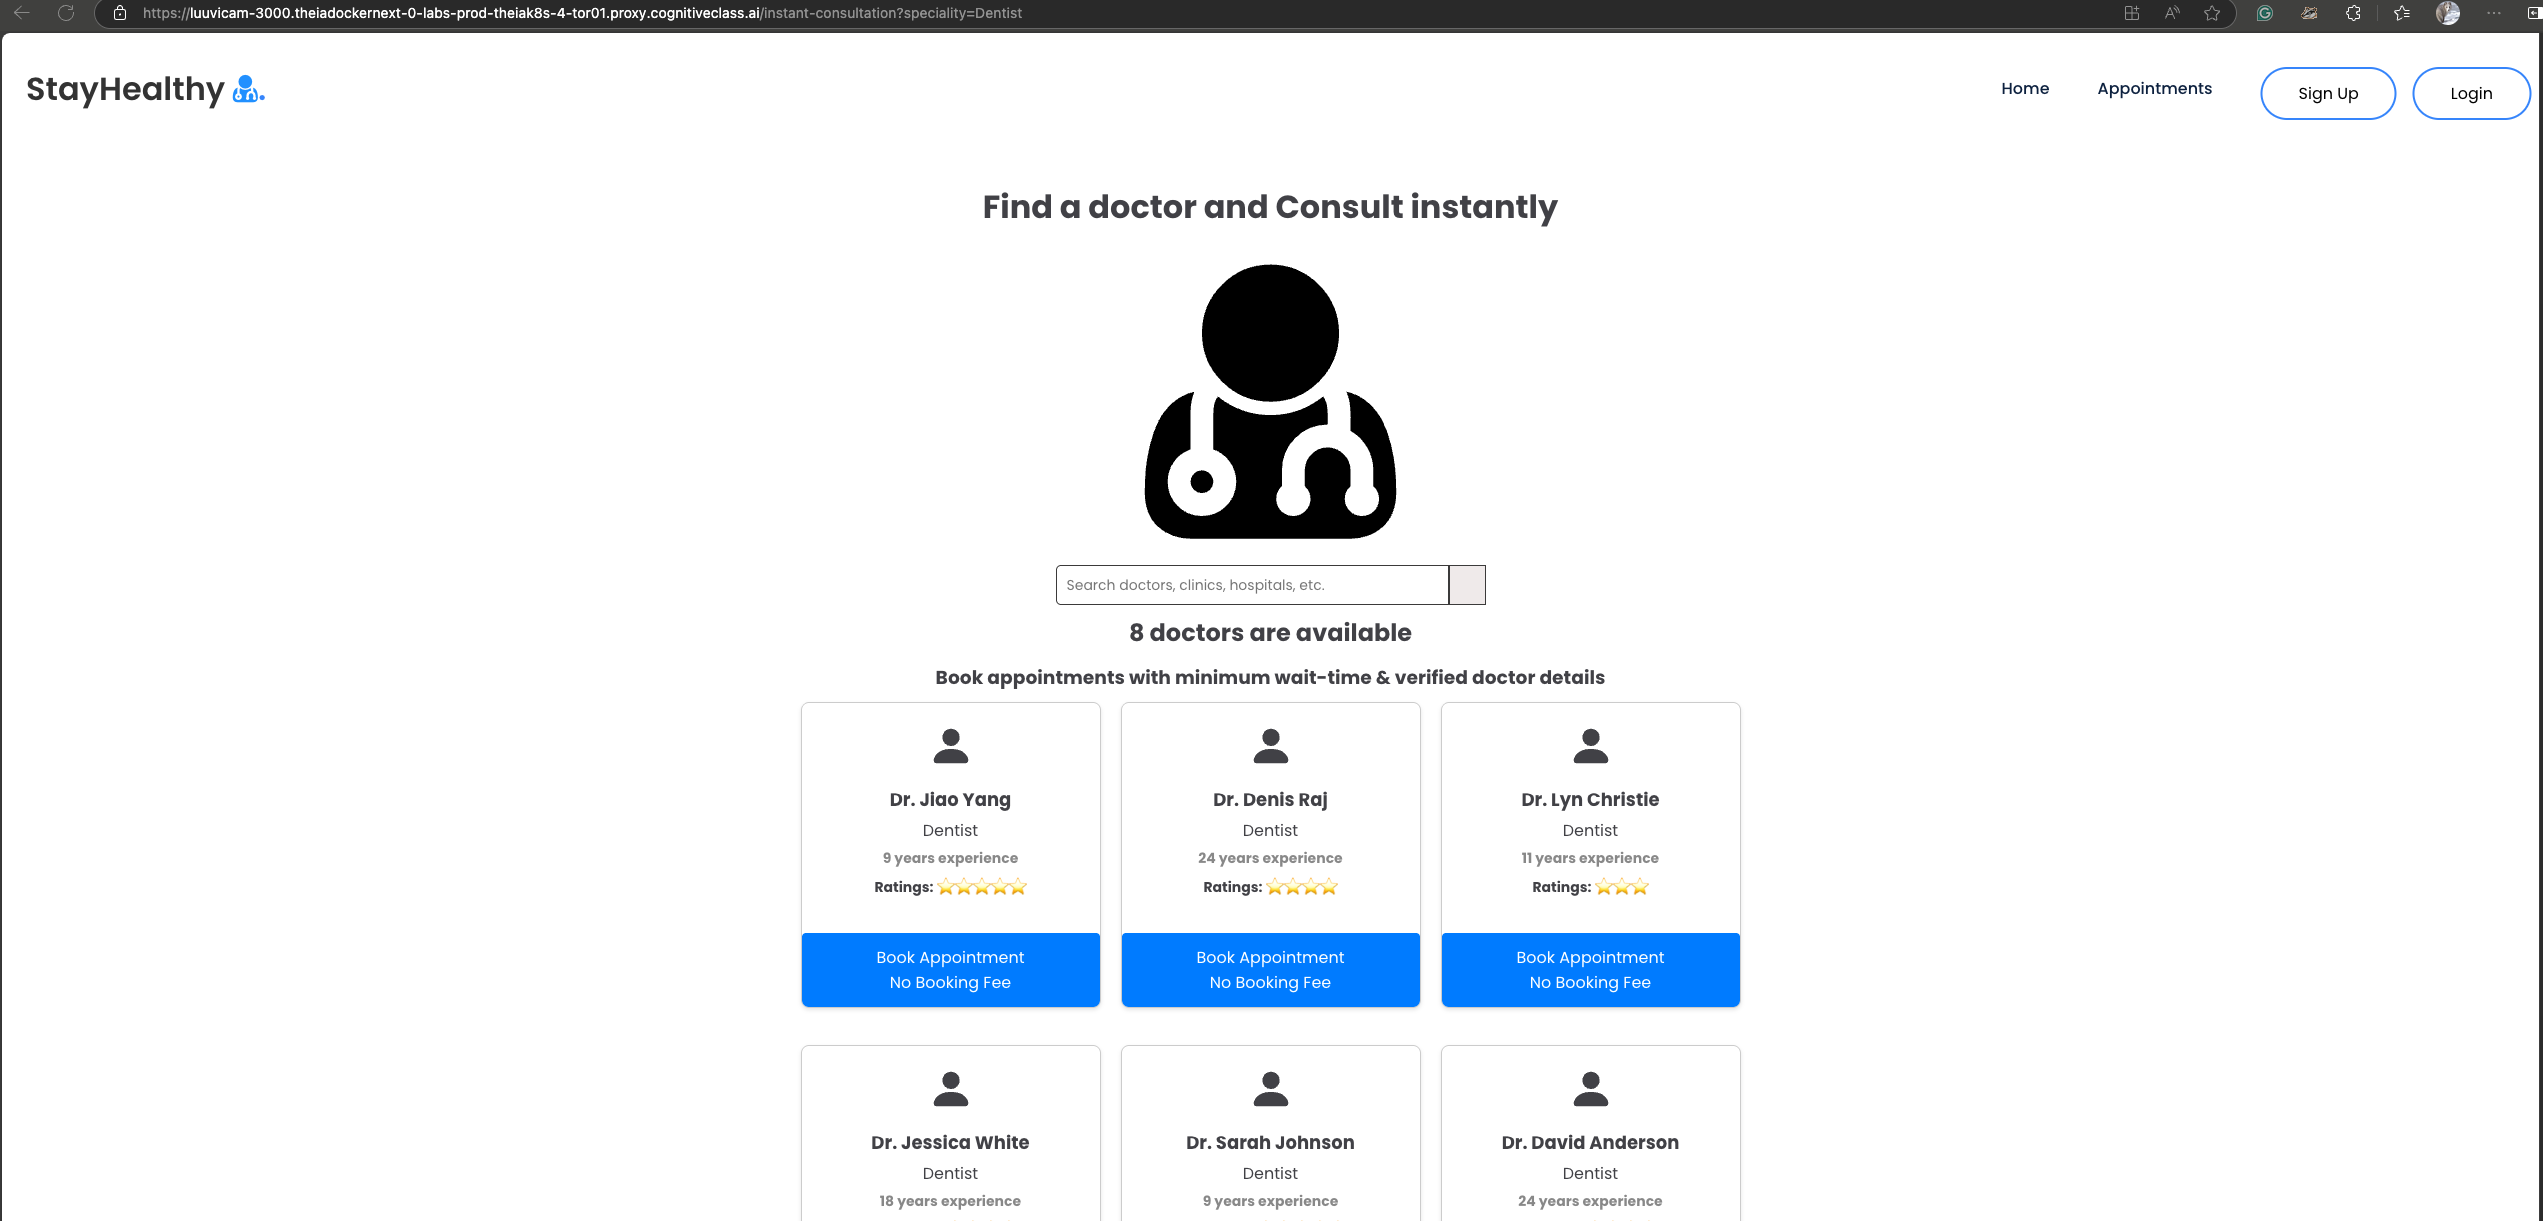 https://luuvicam-3000.theiadockernext-0-labs-prod-theiak8s-4-tor01.proxy.cognitiveclass.ai/instant-consultation?speciality=Dentist
StayHealthy
Home
Appointments
Sign Up
Login
Find a doctor and Consult instantly
Search doctors, clinics, hospitals, etc.
8 doctors are available
Book appointments with minimum wait-time & verified doctor details
Dr. Jiao Yang
Dentist
9 years experience
Ratings: ⭐⭐⭐⭐⭐
Book Appointment
No Booking Fee
Dr. Denis Raj
Dentist
24 years experience
Ratings: ⭐⭐⭐⭐
Book Appointment
No Booking Fee
Dr. Lyn Christie
Dentist
11 years experience
Ratings: ⭐⭐⭐
Book Appointment
No Booking Fee
Dr. Jessica White
Dentist
18 years experience
Dr. Sarah Johnson
Dentist
9 years experience
Dr. David Anderson
Dentist
24 years experience